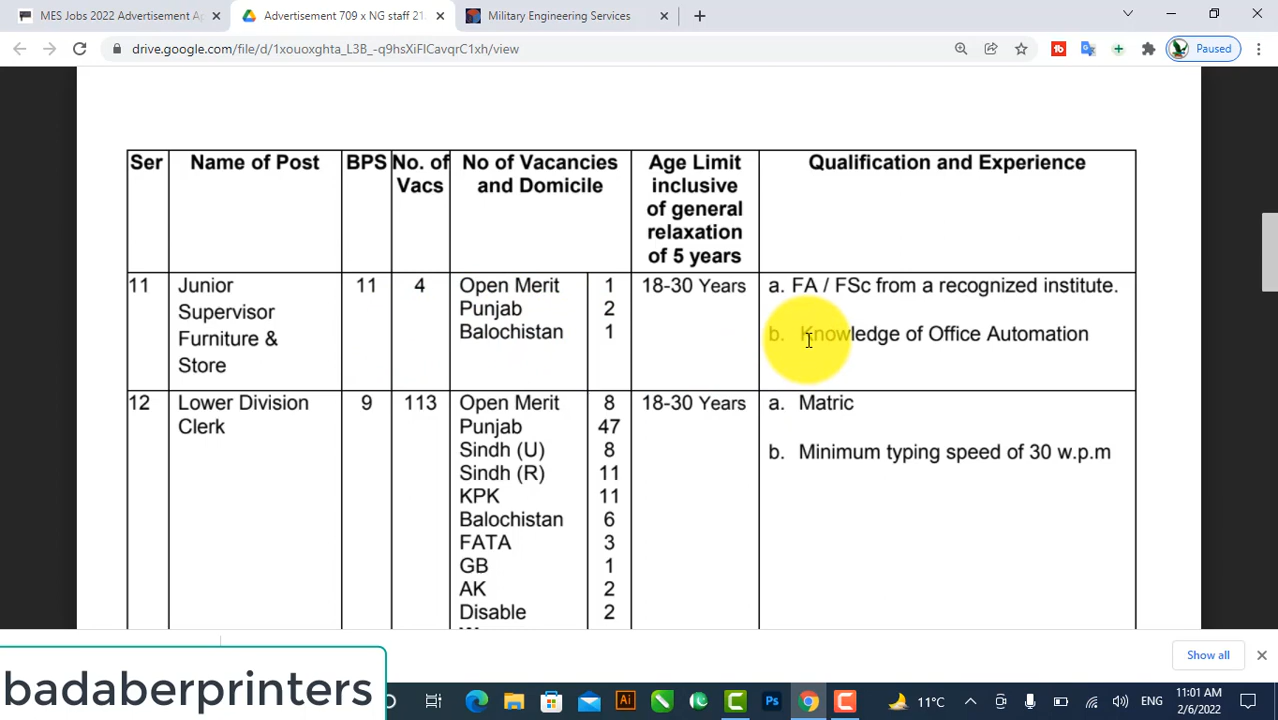 MES Jobs 2022 Advertisement Ap
Advertisement 709 x NG staff 21
Military Engineering Services
drive.google.com/file/d/1xouoxghta_L3B_-q9hsXiFICavqrC1xh/view
Paused
Ser
Name of Post
BPS
No. of
Vacs
No of Vacancies
and Domicile
Age Limit
inclusive
of general
relaxation
of 5 years
Qualification and Experience
11
Junior
Supervisor
Furniture &
Store
11
4
Open Merit 1
Punjab 2
Balochistan 1
18-30 Years
a. FA / FSc from a recognized institute.
b. Knowledge of Office Automation
12
Lower Division
Clerk
9
113
Open Merit 8
Punjab 47
Sindh (U) 8
Sindh (R) 11
KPK 11
Balochistan 6
FATA 3
GB 1
AK 2
Disable 2
18-30 Years
a. Matric
b. Minimum typing speed of 30 w.p.m
Show all
badaberprinters
Ai
Ps
11°C
ENG
11:01 AM
2/6/2022